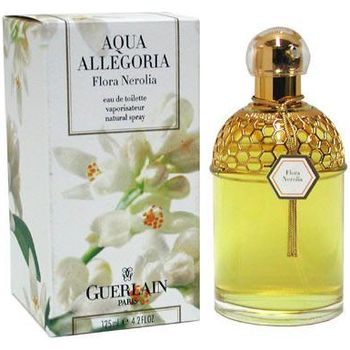 AQUA
ALLEGORIA
Flora Nerolia
eau de toilette
vaporisateur
natural spray
GUERLAIN
PARIS
125 ml e 4.2 FL.OZ
Flora
Nerolia